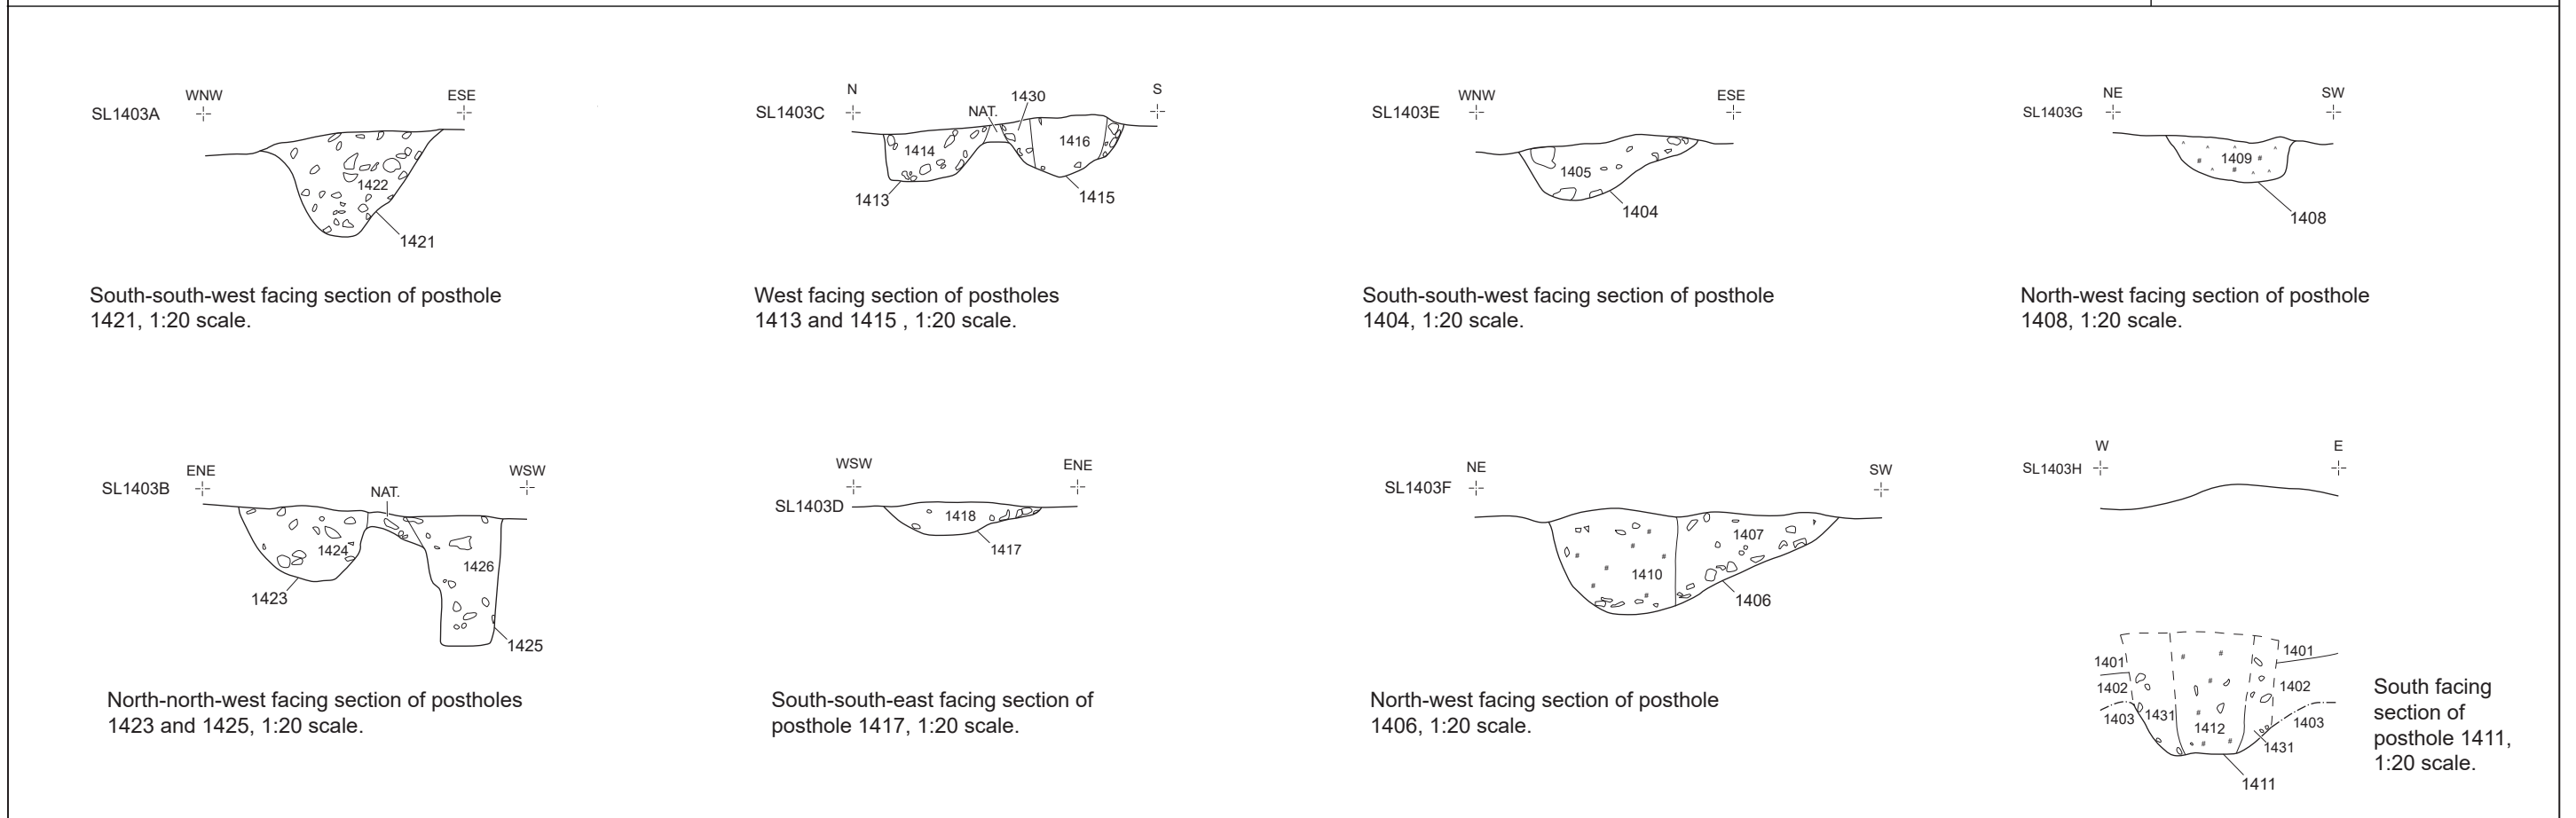 WNW ESE
SL1403A
1422
1421
South-south-west facing section of posthole
1421, 1:20 scale.
N S
SL1403C
NAT. 1430
1414 1416
1413 1415
West facing section of postholes
1413 and 1415 , 1:20 scale.
WNW ESE
SL1403E
1405
1404
South-south-west facing section of posthole
1404, 1:20 scale.
NE SW
SL1403G
1409
1408
North-west facing section of posthole
1408, 1:20 scale.
ENE WSW
SL1403B
NAT.
1424
1426
1423
1425
North-north-west facing section of postholes
1423 and 1425, 1:20 scale.
WSW ENE
SL1403D
1418
1417
South-south-east facing section of
posthole 1417, 1:20 scale.
NE SW
SL1403F
1407
1410
1406
North-west facing section of posthole
1406, 1:20 scale.
W E
SL1403H
1401 1401
1402 1402
1403 1431 1412 1403
1431
1411
South facing
section of
posthole 1411,
1:20 scale.